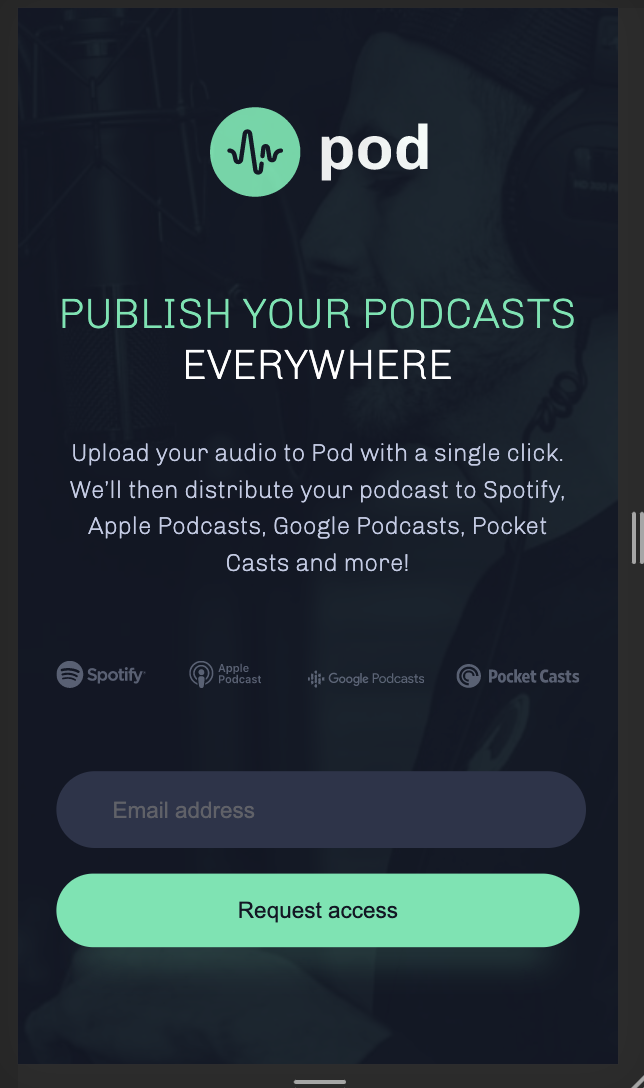 pod
PUBLISH YOUR PODCASTS
EVERYWHERE
Upload your audio to Pod with a single click.
We’ll then distribute your podcast to Spotify,
Apple Podcasts, Google Podcasts, Pocket
Casts and more!
Spotify
Apple
Podcast
Google Podcasts
Pocket Casts
Email address
Request access